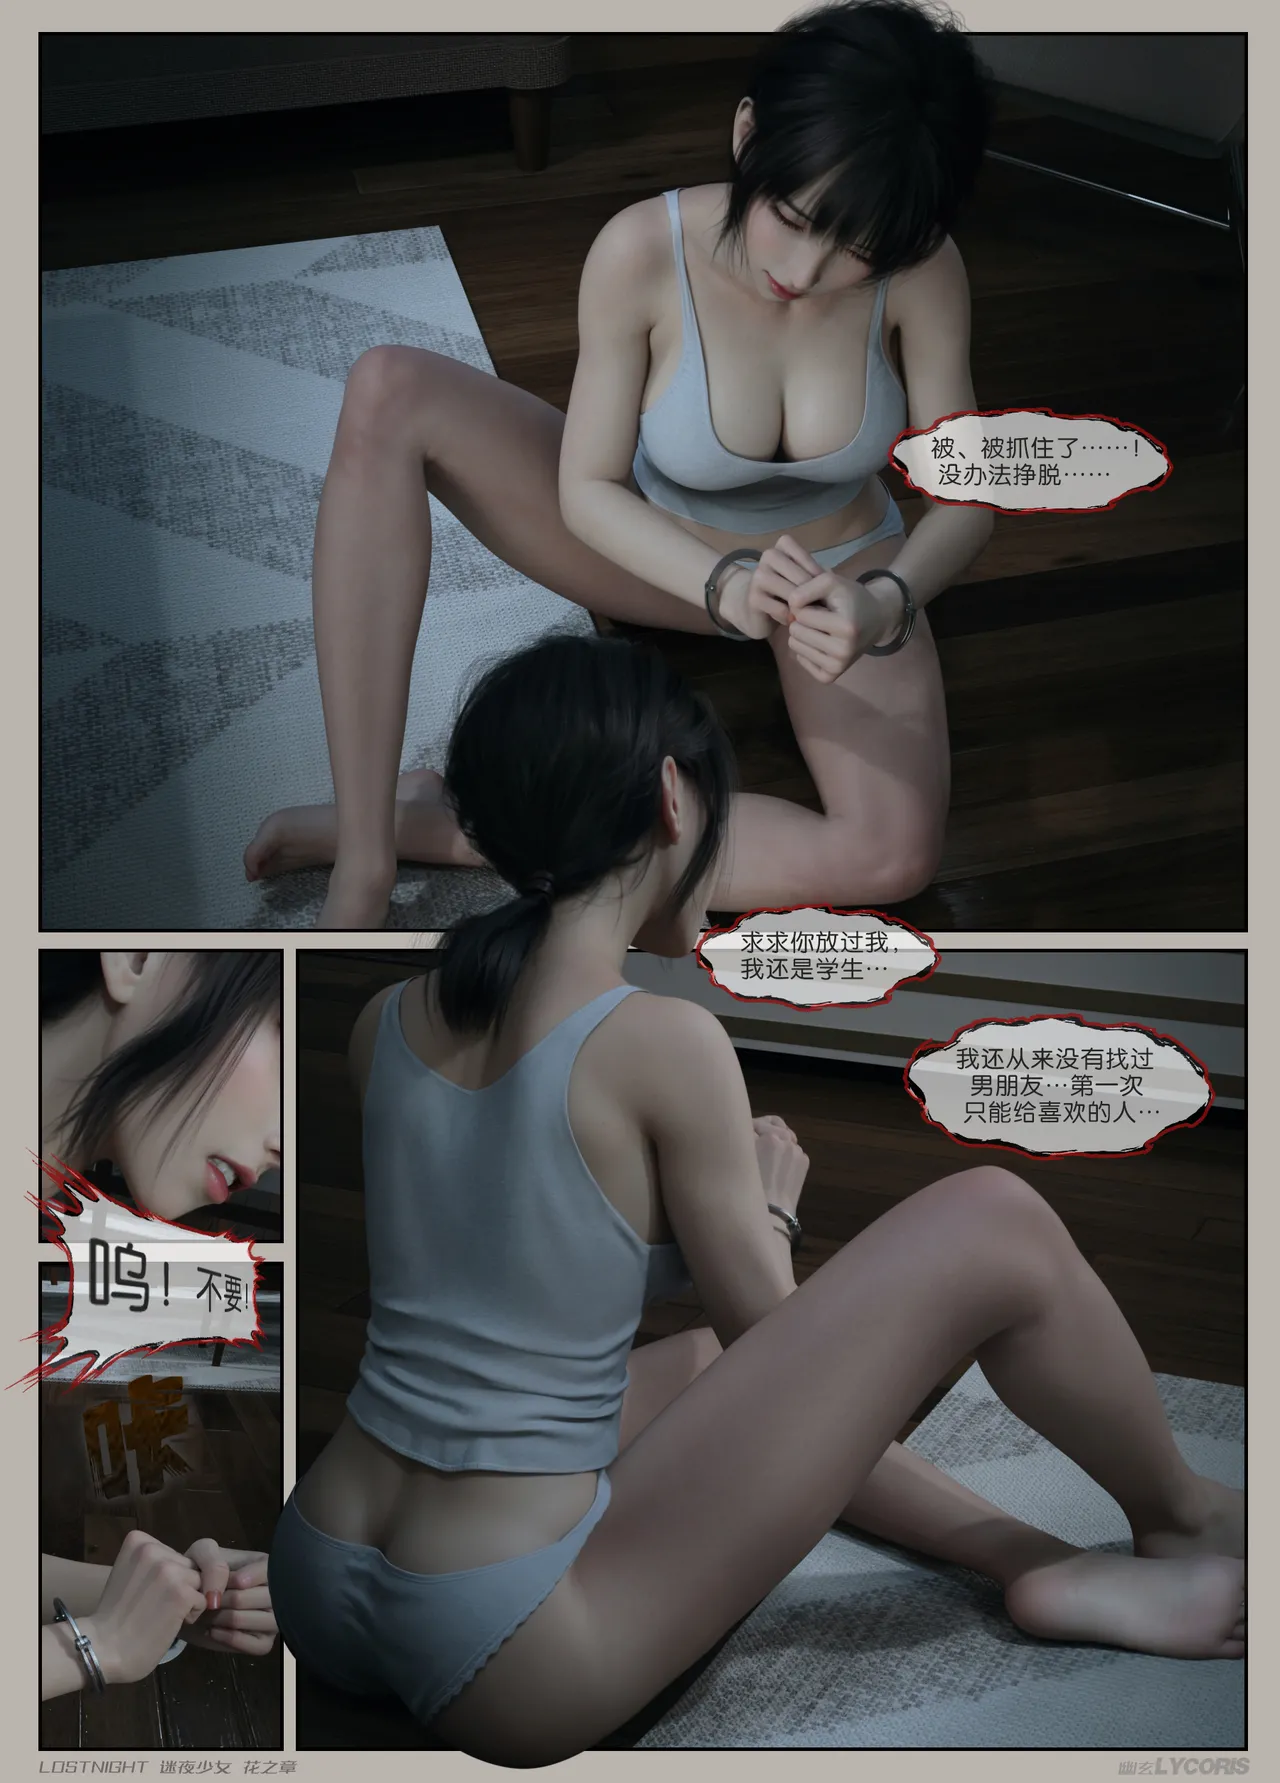 被、被抓住了……！
没办法挣脱……
求求你放过我，
我还是学生…
我还从来没有找过
男朋友…第一次
只能给喜欢的人…
呜！不要！
咔
LOSTNIGHT 迷夜少女 花之章
幽玄LYCORIS